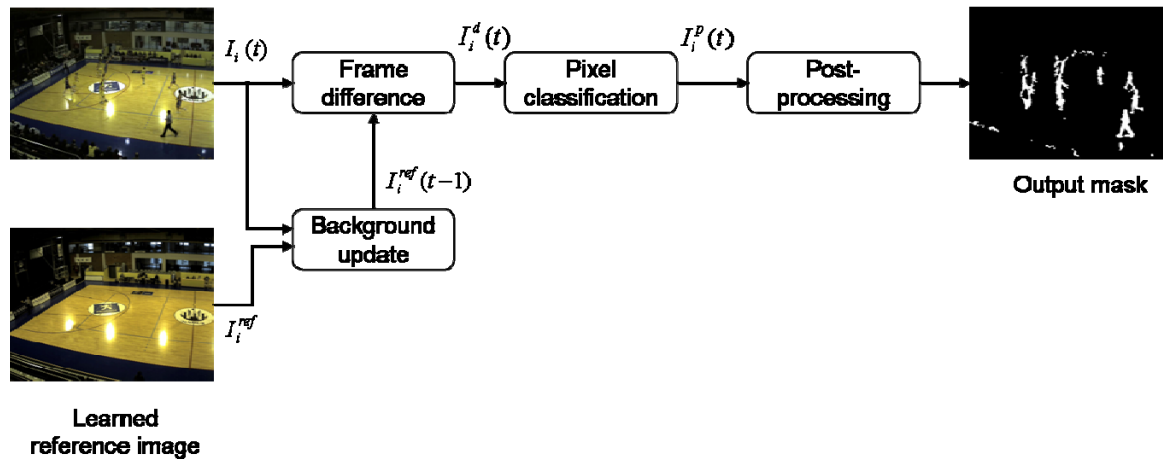 I_i(t)
Frame
difference
I_i^d(t)
Pixel
classification
I_i^p(t)
Post-
processing
Output mask
I_i^{ref}(t-1)
Background
update
I_i^{ref}
Learned
reference image